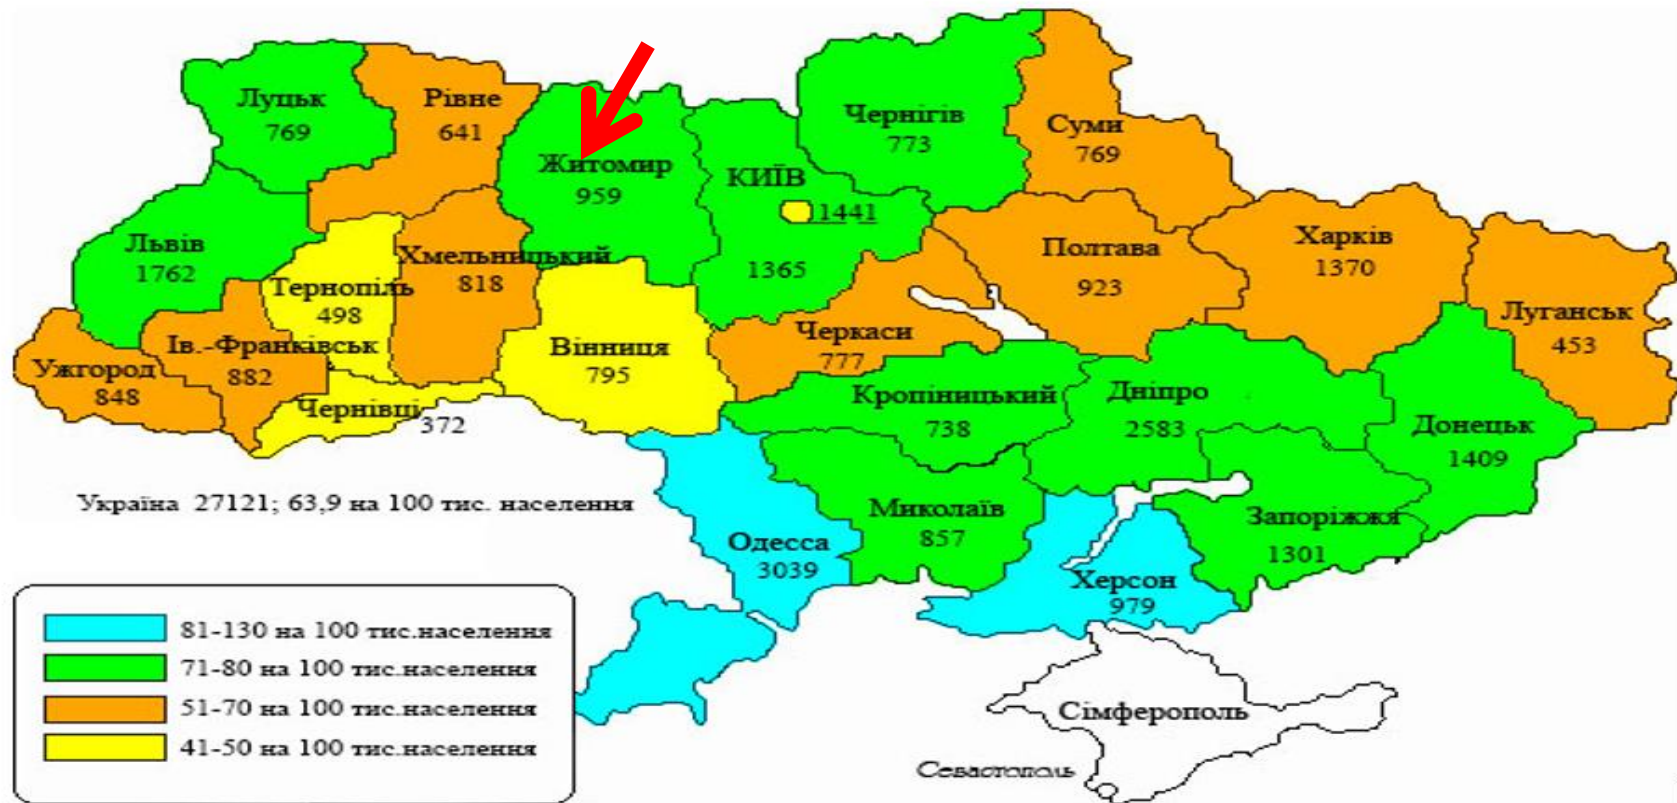 Луцьк
769
Рівне
641
Житомир
959
КИЇВ
1441
1365
Чернігів
773
Суми
769
Львів
1762
Тернопіль
498
Хмельницький
818
Полтава
923
Харків
1370
Луганськ
453
Ужгород
848
Ів.-Франківськ
882
Чернівці
372
Вінниця
795
Черкаси
777
Кропіницький
738
Дніпро
2583
Донецьк
1409
Миколаїв
857
Запоріжжя
1301
Одесса
3039
Херсон
979
Сімферополь
Севастополь
Україна 27121; 63,9 на 100 тис. населення
81-130 на 100 тис.населення
71-80 на 100 тис.населення
51-70 на 100 тис.населення
41-50 на 100 тис.населення